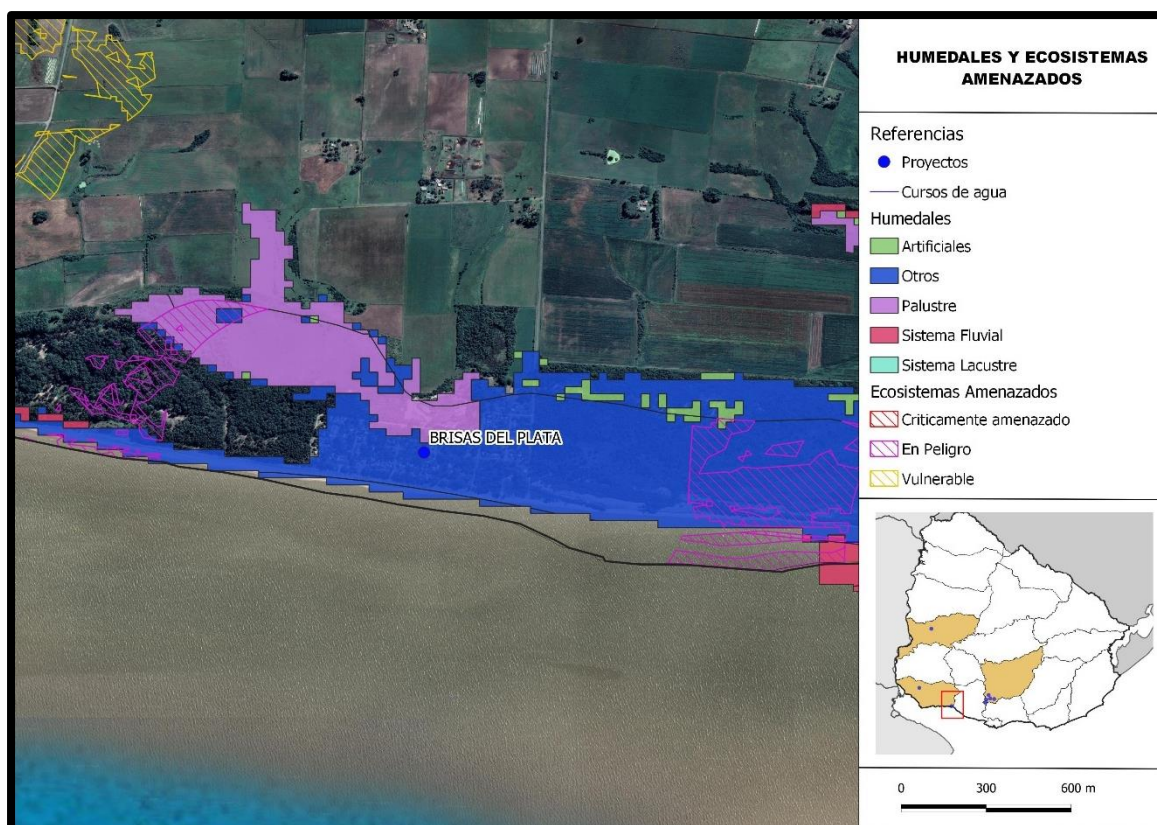 HUMEDALES Y ECOSISTEMAS
AMENAZADOS
Referencias
Proyectos
Cursos de agua
Humedales
Artificiales
Otros
Palustre
Sistema Fluvial
Sistema Lacustre
Ecosistemas Amenazados
Criticamente amenazado
En Peligro
Vulnerable
BRISAS DEL PLATA
0 300 600 m